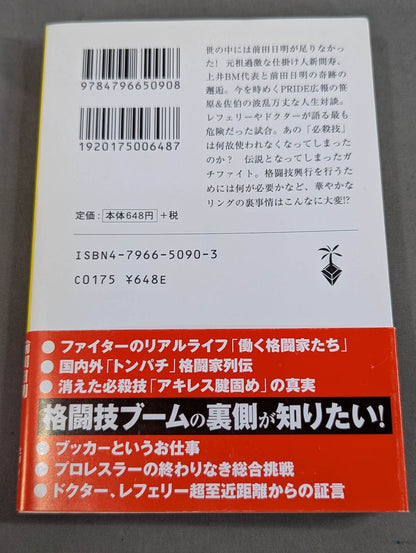 世の中には前田日明が足りなかっ
た! 元祖過激な仕掛け人新間寿、
上井BM代表と前田日明の奇跡の
邂逅。今を時めくPRIDE広報の笹
原&佐伯の波乱万丈な人生対談。
レフェリーやドクターが語る最も
危険だった試合。あの「必殺技」
は何故使われなくなってしまった
のか? 伝説となってしまったガ
チファイト。格闘技興行を行うた
めには何が必要かなど、華やかな
リングの裏事情はこんなに大変!?
9784796650908
1920175006487
定価: 本体648円 +税
ISBN4-7966-5090-3
C0175 ¥648E
● ファイターのリアルライフ「働く格闘家たち」
● 国内外「トンパチ」格闘家列伝
● 消えた必殺技「アキレス腱固め」の真実
格闘技ブームの裏側が知りたい!
● ブッカーというお仕事
● プロレスラーの終わりなき総合挑戦
● ドクター、レフェリー超至近距離からの証言